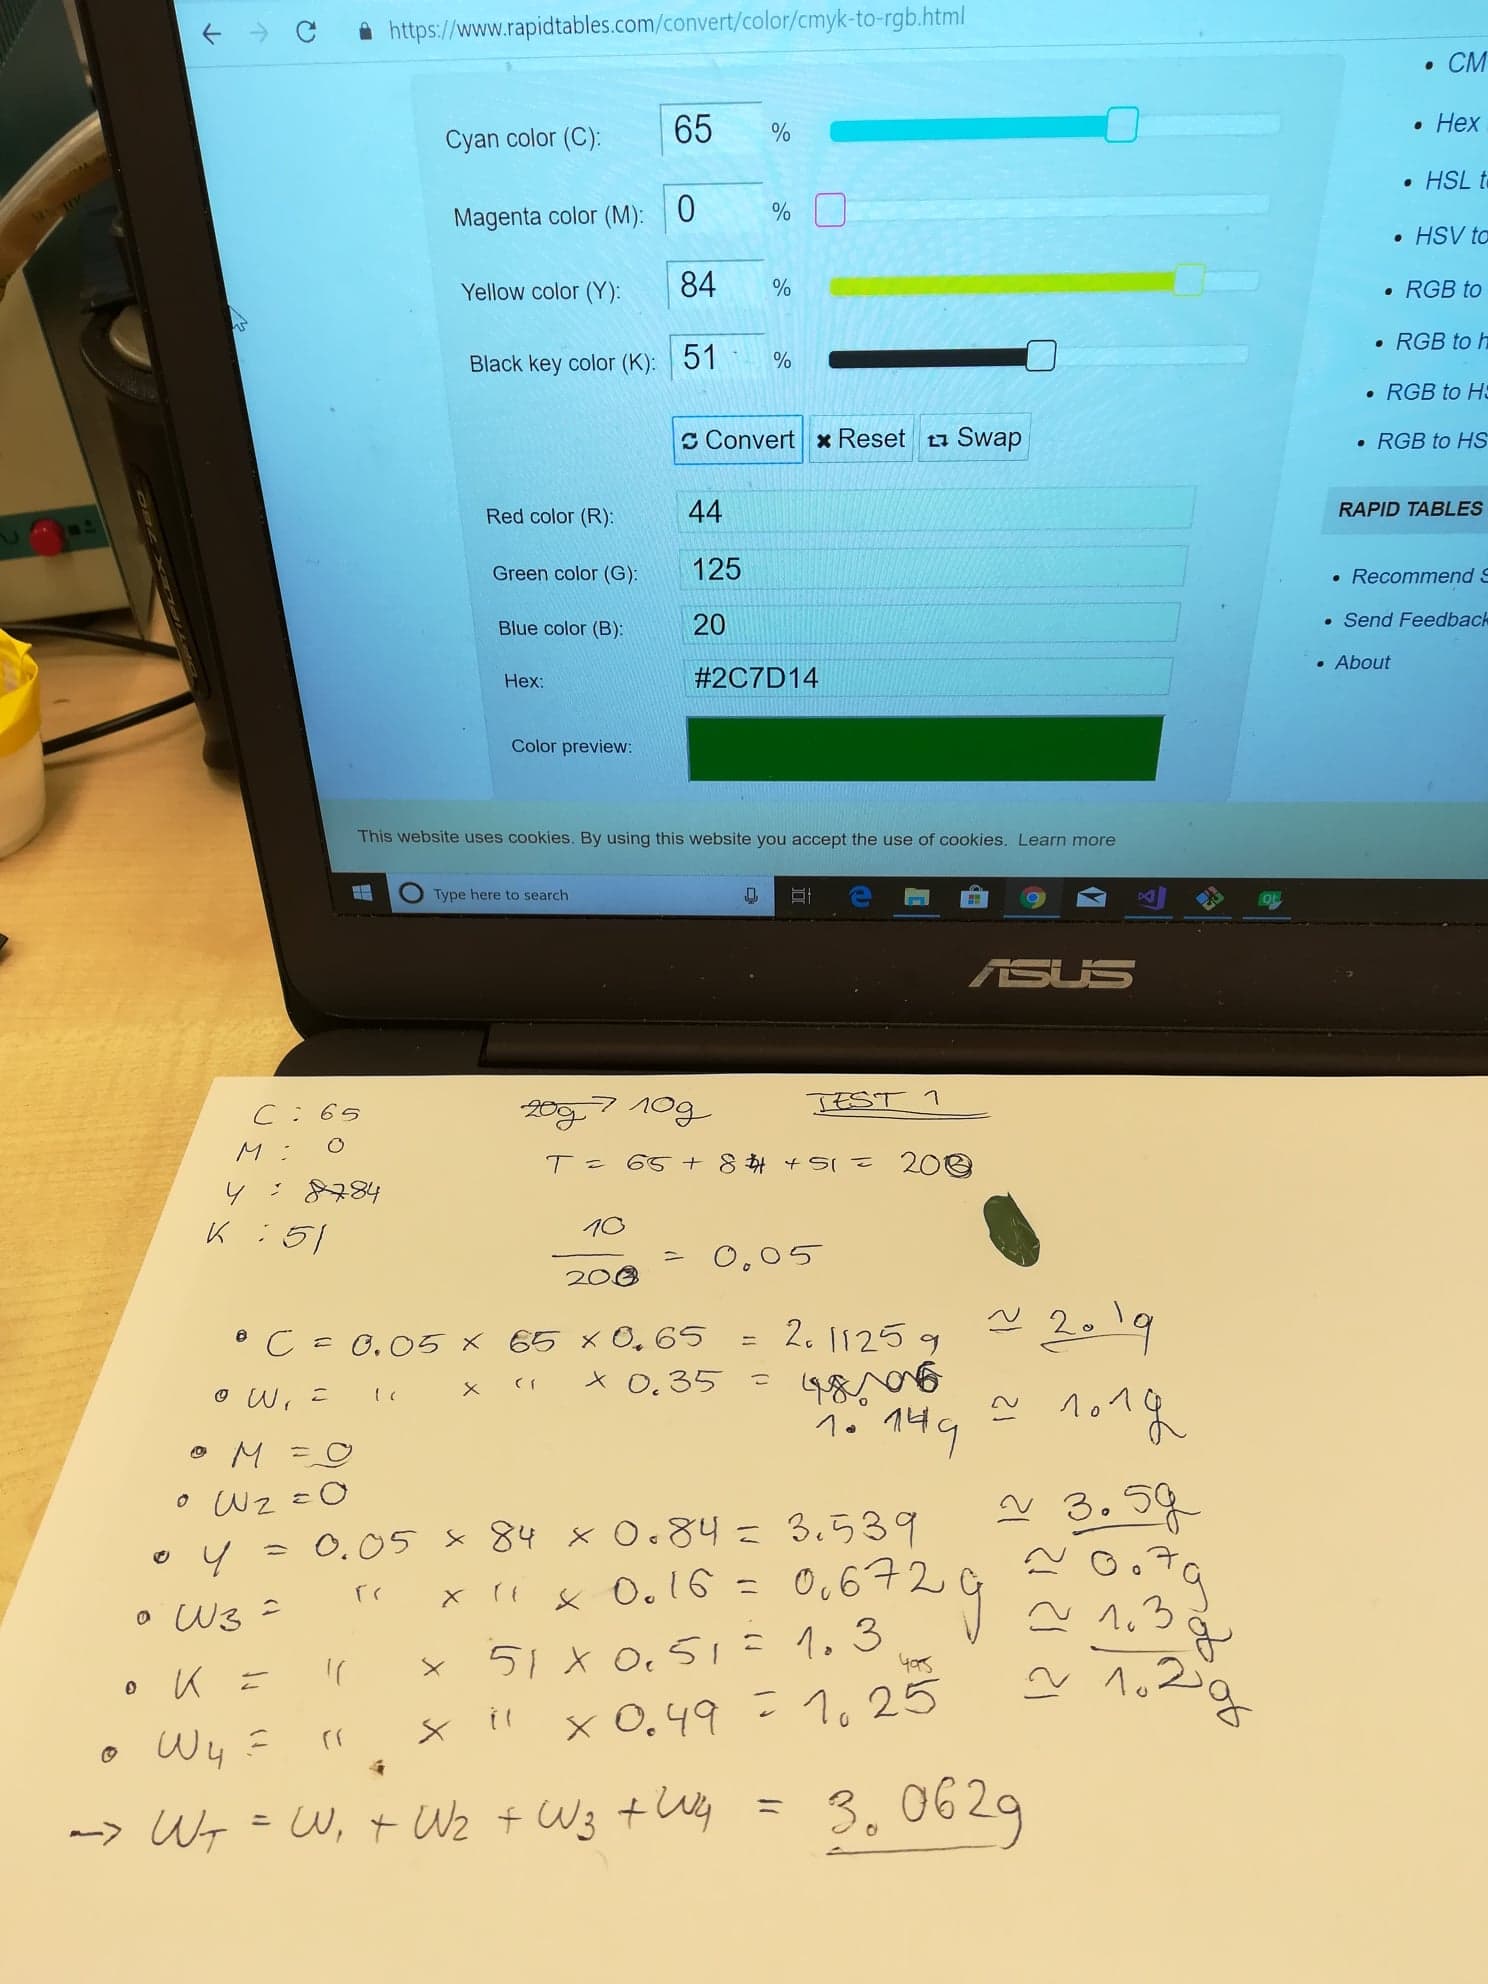 https://www.rapidtables.com/convert/color/cmyk-to-rgb.html
Cyan color (C): 65 %
Magenta color (M): 0 %
Yellow color (Y): 84 %
Black key color (K): 51 %
Convert Reset Swap
Red color (R): 44
Green color (G): 125
Blue color (B): 20
Hex: #2C7D14
Color preview:
• CM
• Hex
• HSL t
• HSV to
• RGB to
• RGB to h
• RGB to HS
• RGB to HS
RAPID TABLES
• Recommend S
• Send Feedback
• About
This website uses cookies. By using this website you accept the use of cookies. Learn more
Type here to search
ASUS
TEST 1
C : 65
M : 0
Y : 84
K : 51
20g → 10g
T = 65 + 84 + 51 = 200
10
200
= 0.05
• C = 0.05 × 65 × 0.65 = 2.1125g ≃ 2.1g
• W1 = " × " × 0.35 =
1.14g ≃ 1.1g
• M = 0
• W2 = 0
• Y = 0.05 × 84 × 0.84 = 3.539 ≃ 3.5g
• W3 = " × " × 0.16 = 0.672g ≃ 0.7g
• K = " × 51 × 0.51 = 1.3 ≃ 1.3g
• W4 = " × " × 0.49 = 1.25 ≃ 1.2g
→ WT = W1 + W2 + W3 + W4 = 3.062g